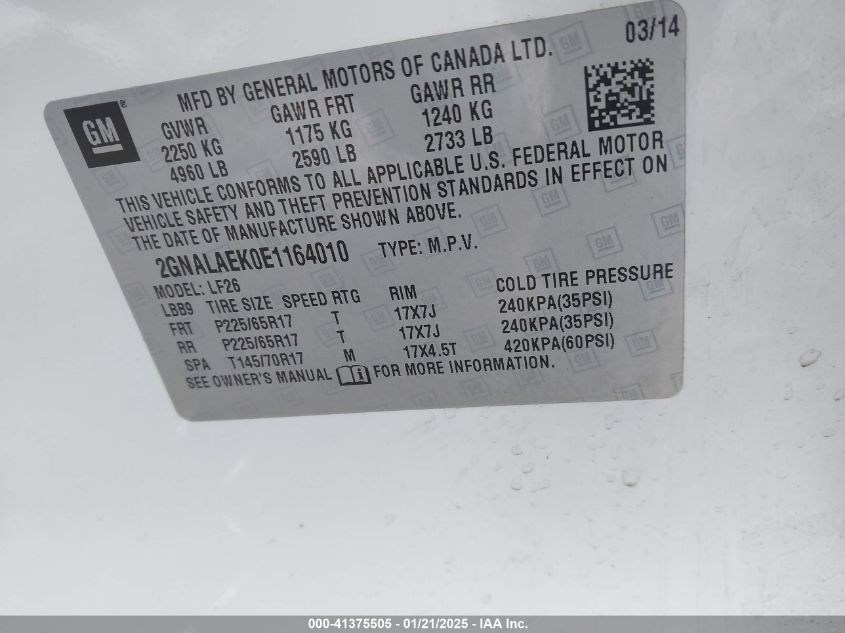 MFD BY GENERAL MOTORS OF CANADA LTD. 03/14
GM
GVWR GAWR FRT GAWR RR
2250 KG 1175 KG 1240 KG
4960 LB 2590 LB 2733 LB
THIS VEHICLE CONFORMS TO ALL APPLICABLE U.S. FEDERAL MOTOR
VEHICLE SAFETY AND THEFT PREVENTION STANDARDS IN EFFECT ON
THE DATE OF MANUFACTURE SHOWN ABOVE.
2GNALAEK0E1164010 TYPE: M.P.V.
MODEL: LF26
LBB9 TIRE SIZE SPEED RTG RIM COLD TIRE PRESSURE
FRT P225/65R17 T 17X7J 240KPA(35PSI)
RR P225/65R17 T 17X7J 240KPA(35PSI)
SPA T145/70R17 M 17X4.5T 420KPA(60PSI)
SEE OWNER'S MANUAL FOR MORE INFORMATION.
000-41375505 - 01/21/2025 - IAA Inc.